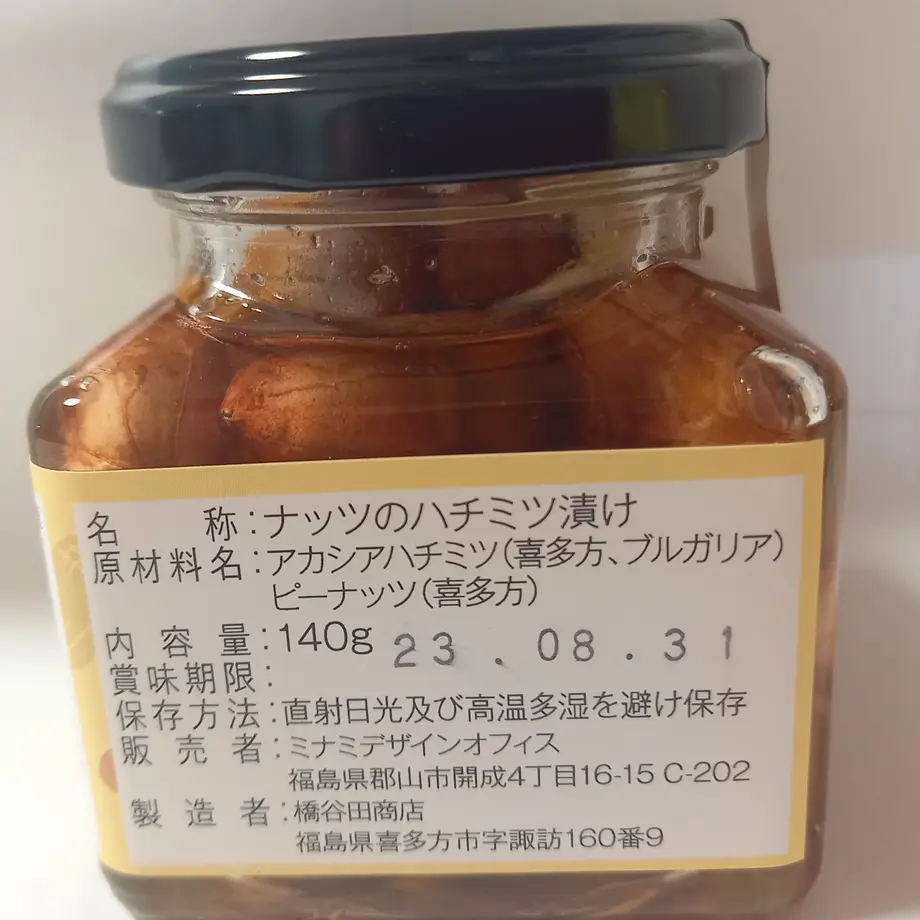 名称:ナッツのハチミツ漬け
原材料名:アカシアハチミツ(喜多方、ブルガリア)
ピーナッツ(喜多方)
内容量:140g
23.08.31
賞味期限:
保存方法:直射日光及び高温多湿を避け保存
販売者:ミナミデザインオフィス
福島県郡山市開成4丁目16-15 C-202
製造者:橋谷田商店
福島県喜多方市字諏訪160番9